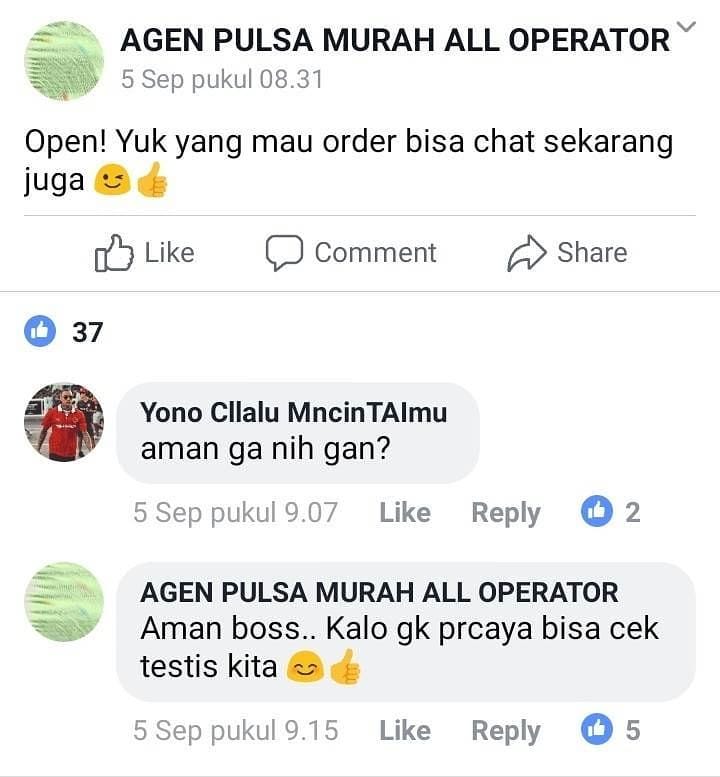 AGEN PULSA MURAH ALL OPERATOR
5 Sep pukul 08.31
Open! Yuk yang mau order bisa chat sekarang
juga 😉👍
Like Comment Share
37
Yono Cllalu MncinTAImu
aman ga nih gan?
5 Sep pukul 9.07 Like Reply 2
AGEN PULSA MURAH ALL OPERATOR
Aman boss.. Kalo gk prcaya bisa cek
testis kita 😊👍
5 Sep pukul 9.15 Like Reply 5